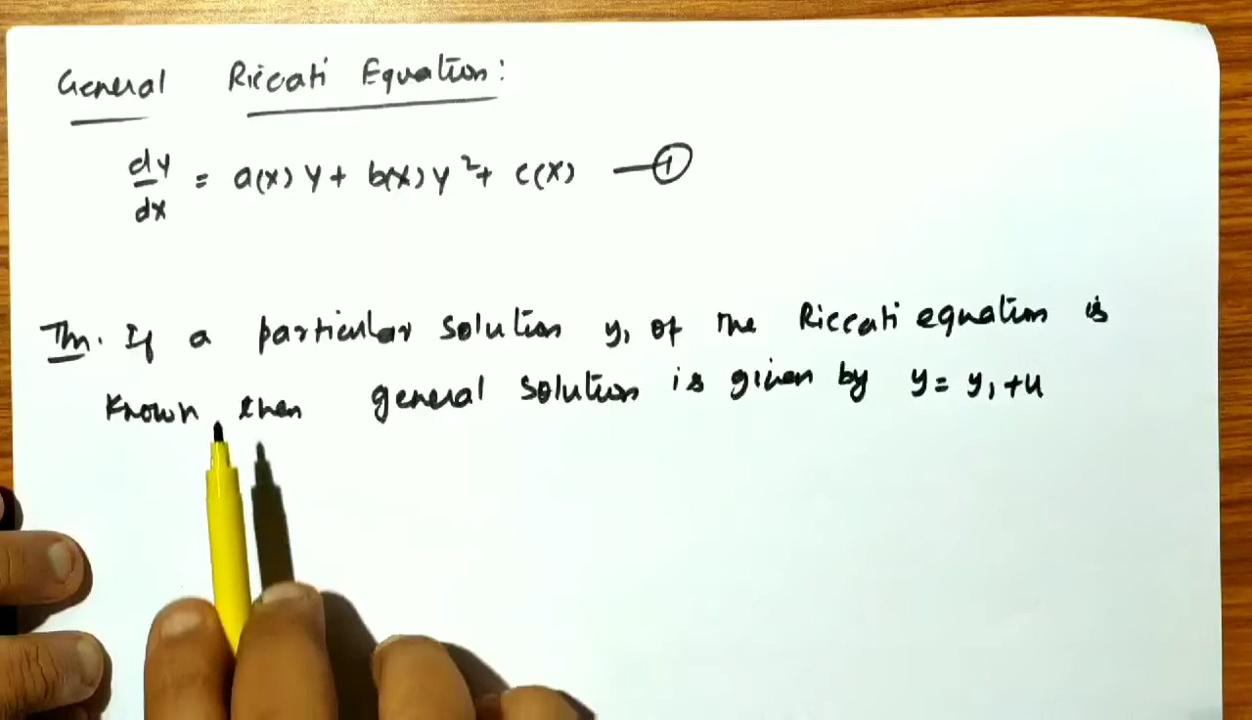 General Riccati Equation:
dy/dx = a(x) y + b(x) y² + c(x) — ①
Thm. If a particular solution y₁ of the Riccati equation is
known then general solution is given by y = y₁ + u